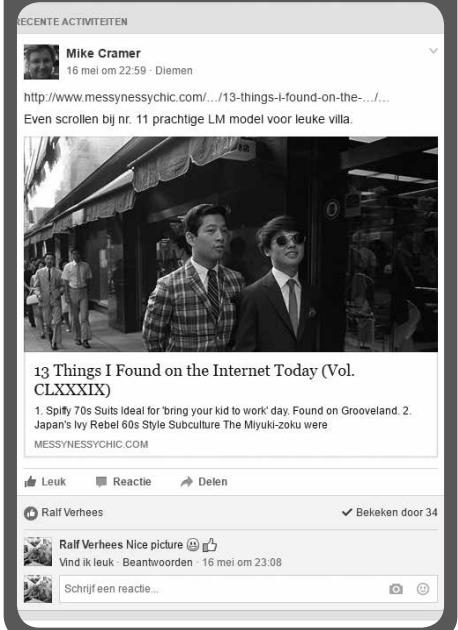 RECENTE ACTIVITEITEN
Mike Cramer
16 mei om 22:59 · Diemen
http://www.messynessychic.com/…/13-things-i-found-on-the-…/…
Even scrollen bij nr. 11 prachtige LM model voor leuke villa.
13 Things I Found on the Internet Today (Vol.
CLXXXIX)
1. Spiffy 70s Suits Ideal for 'bring your kid to work' day. Found on Grooveland. 2.
Japan's Ivy Rebel 60s Style Subculture The Miyuki-zoku were
MESSYNESSYCHIC.COM
Leuk Reactie Delen
Ralf Verhees Bekeken door 34
Ralf Verhees Nice picture
Vind ik leuk · Beantwoorden · 16 mei om 23:08
Schrijf een reactie...